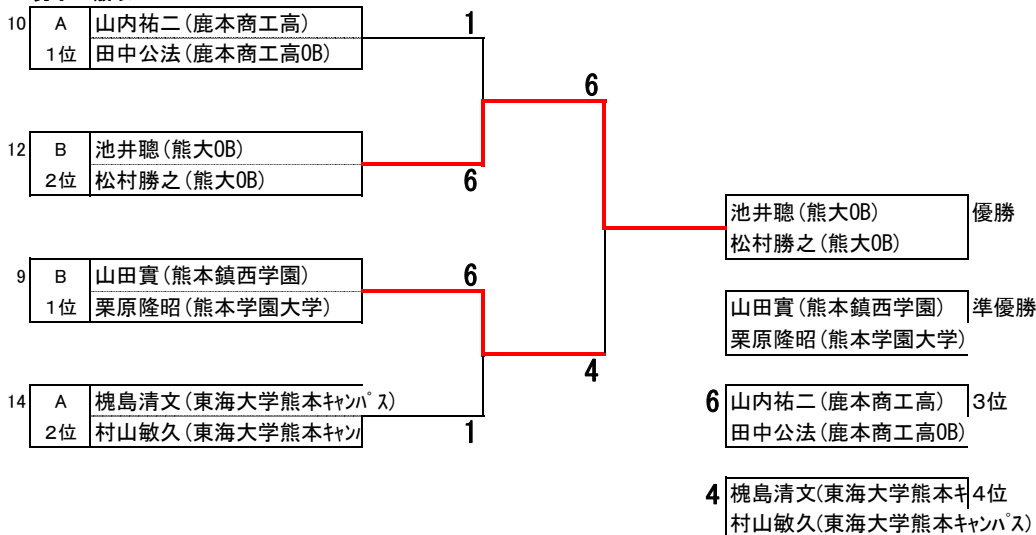 10 A 山内祐二(鹿本商工高) 1
1位 田中公法(鹿本商工高OB)
6
12 B 池井聰(熊大OB)
2位 松村勝之(熊大OB) 6
池井聰(熊大OB) 優勝
松村勝之(熊大OB)
9 B 山田實(熊本鎮西学園) 6
1位 栗原隆昭(熊本学園大学)
山田實(熊本鎮西学園) 準優勝
栗原隆昭(熊本学園大学)
4
14 A 槐島清文(東海大学熊本ｷｬﾝﾊﾟｽ)
2位 村山敏久(東海大学熊本ｷｬﾝ 1
6 山内祐二(鹿本商工高) 3位
田中公法(鹿本商工高OB)
4 槐島清文(東海大学熊本ｷ 4位
村山敏久(東海大学熊本ｷｬﾝﾊﾟｽ)